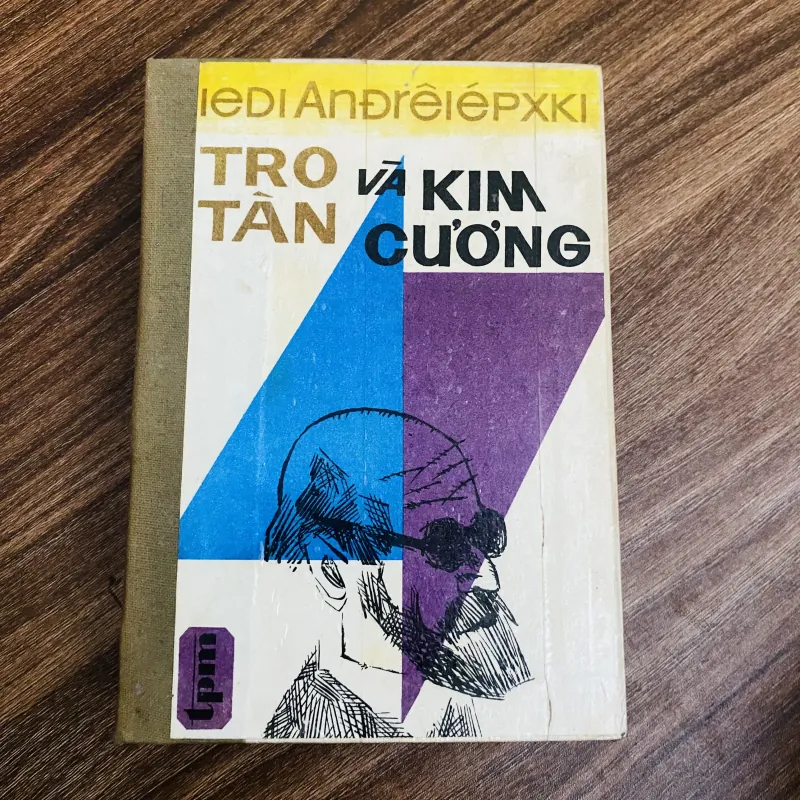 IEDI ANĐRÊIÉPXKI
TRO VÀ KIM
TÀN CƯƠNG
tpm